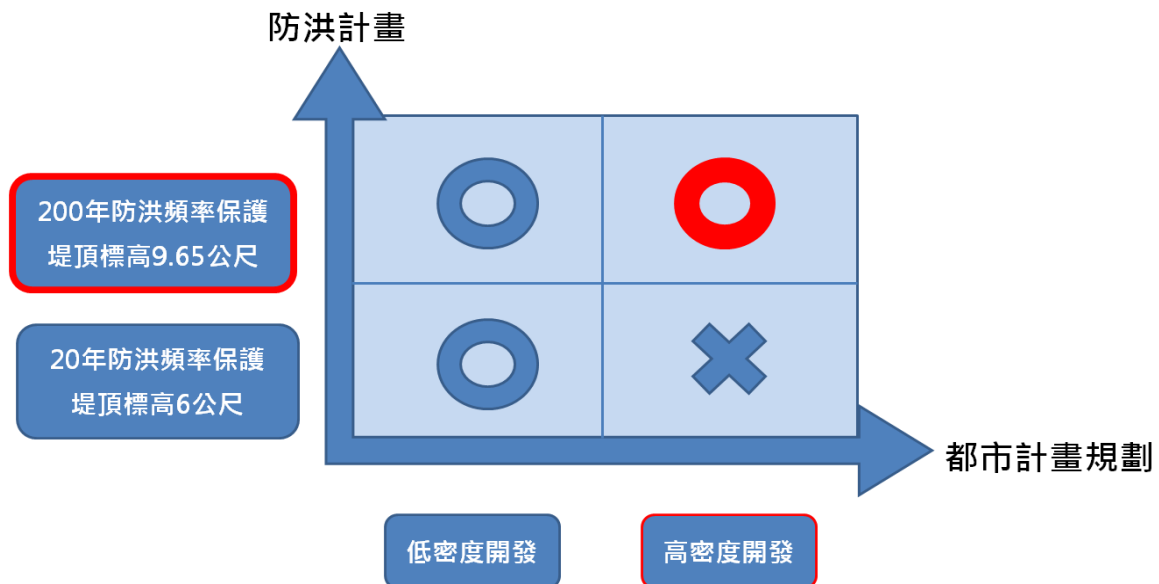 防洪計畫
200年防洪頻率保護
堤頂標高9.65公尺
20年防洪頻率保護
堤頂標高6公尺
都市計畫規劃
低密度開發
高密度開發